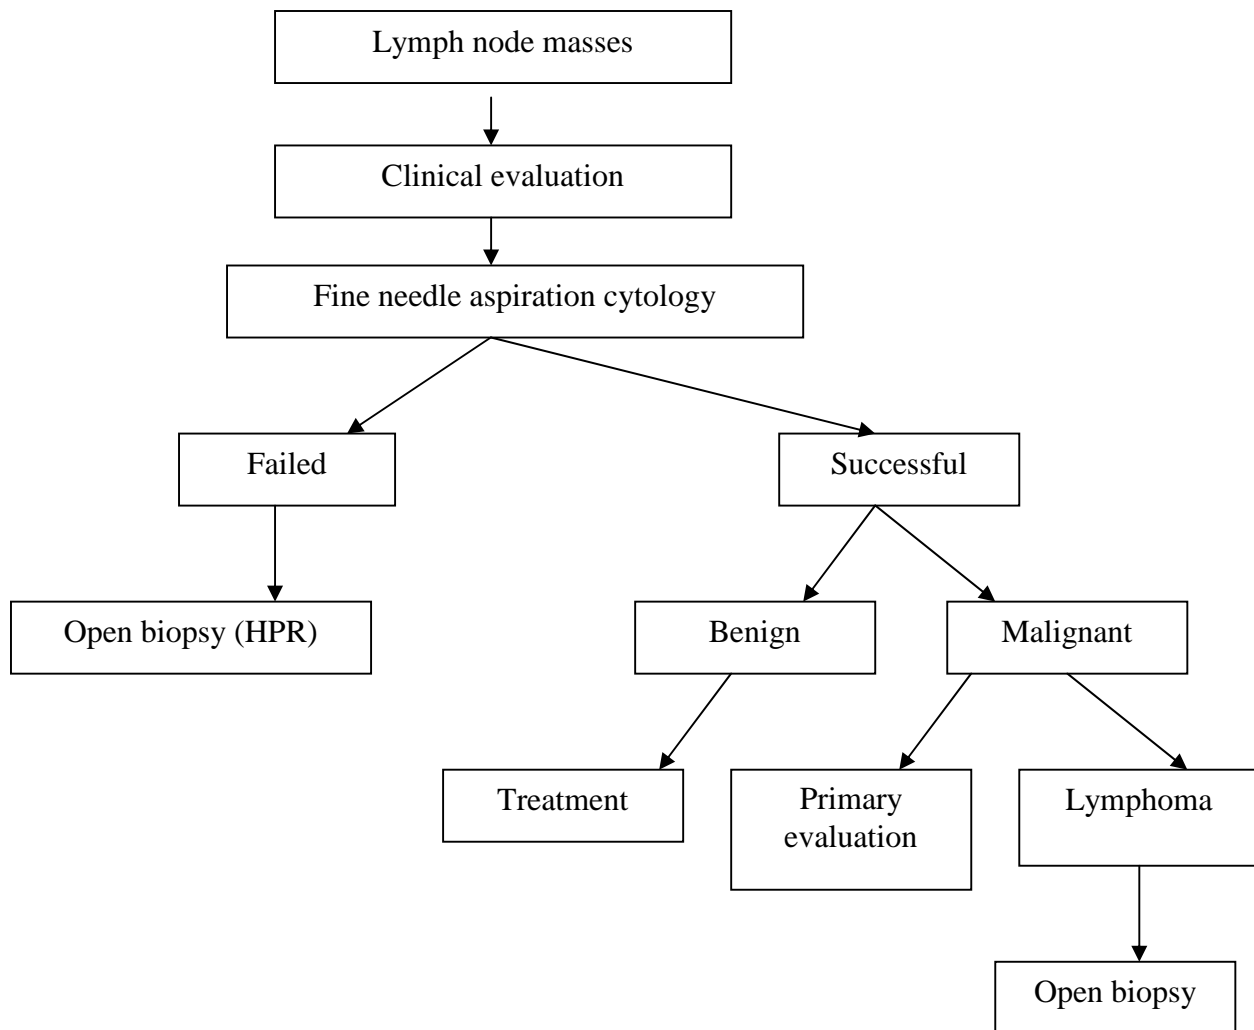 Lymph node masses
Clinical evaluation
Fine needle aspiration cytology
Failed
Successful
Open biopsy (HPR)
Benign
Malignant
Treatment
Primary
evaluation
Lymphoma
Open biopsy